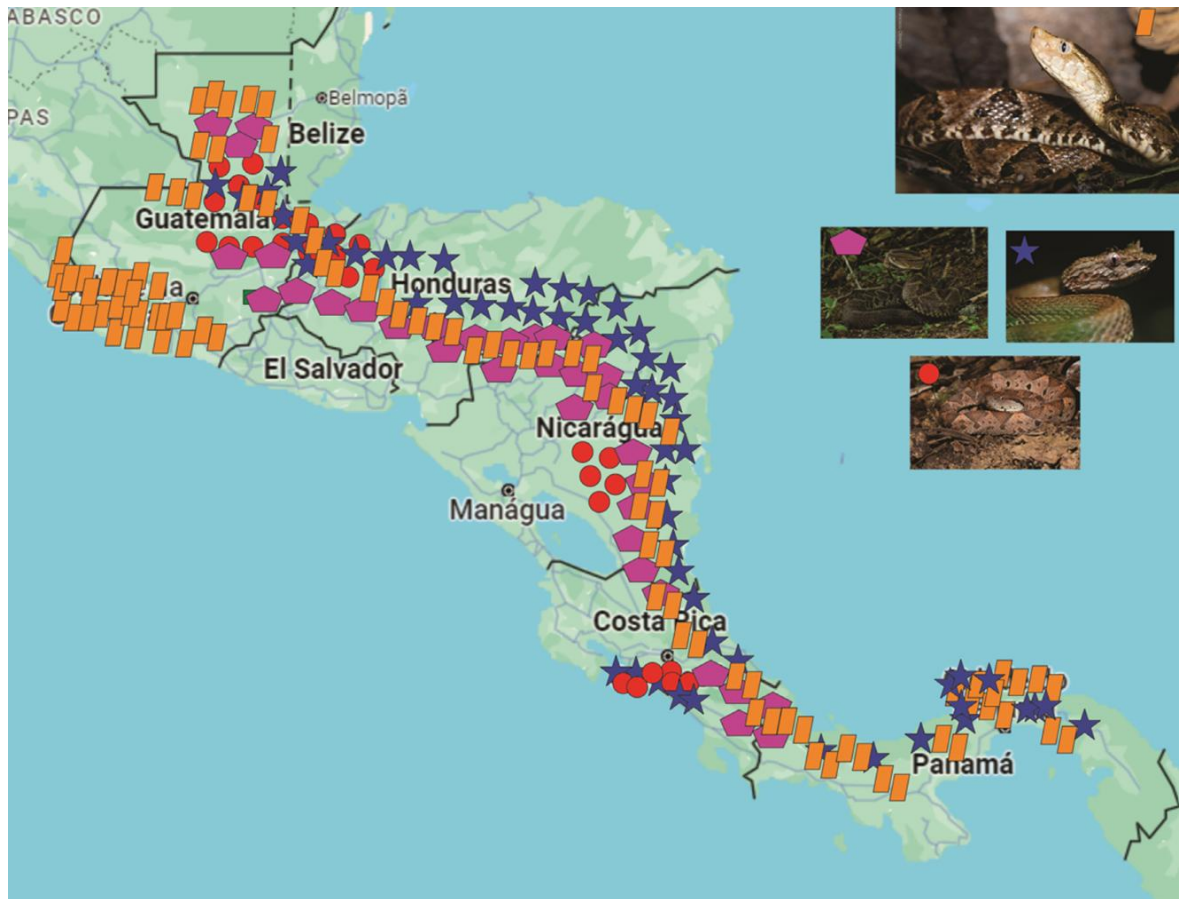 ABASCO
PAS
Belmopã
Belize
Guatemala
Honduras
El Salvador
Nicarágua
Manágua
Costa Rica
Panamá